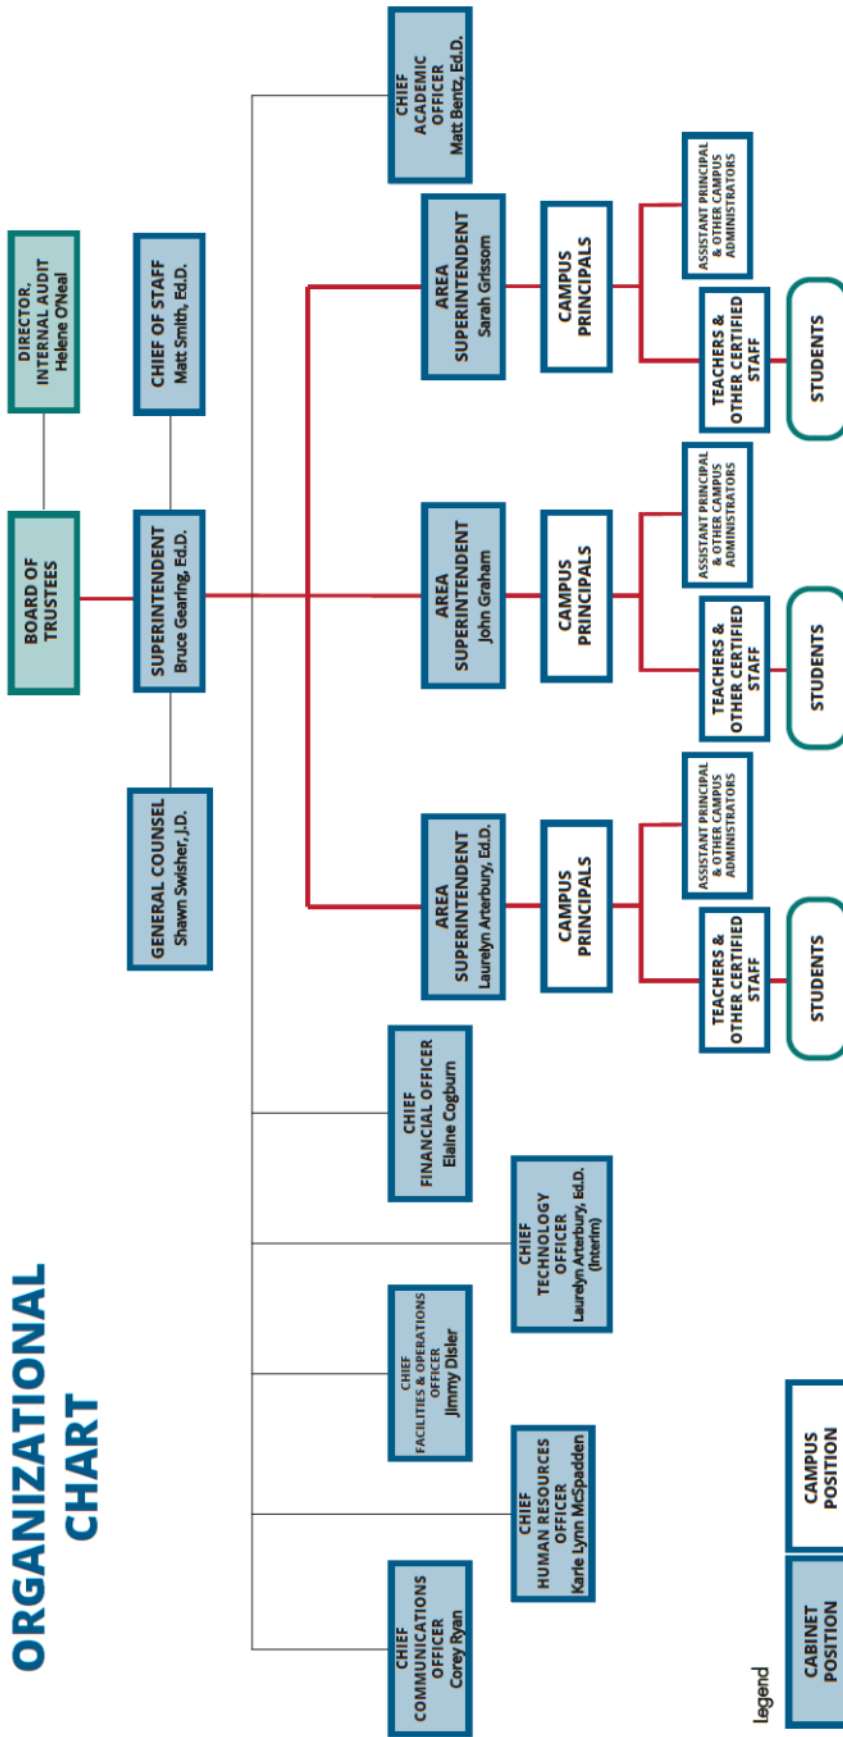 ORGANIZATIONAL
CHART
BOARD OF
TRUSTEES
DIRECTOR,
INTERNAL AUDIT
Helene O'Neal
GENERAL COUNSEL
Shawn Swisher, J.D.
SUPERINTENDENT
Bruce Gearing, Ed.D.
CHIEF OF STAFF
Matt Smith, Ed.D.
CHIEF
COMMUNICATIONS
OFFICER
Corey Ryan
CHIEF
HUMAN RESOURCES
OFFICER
Karie Lynn McSpadden
CHIEF
FACILITIES & OPERATIONS
OFFICER
Jimmy Disler
CHIEF
TECHNOLOGY
OFFICER
Laurelyn Arterbury, Ed.D.
(Interim)
CHIEF
FINANCIAL OFFICER
Elaine Cogburn
AREA
SUPERINTENDENT
Laurelyn Arterbury, Ed.D.
AREA
SUPERINTENDENT
John Graham
AREA
SUPERINTENDENT
Sarah Grissom
CHIEF
ACADEMIC
OFFICER
Matt Bentz, Ed.D.
CAMPUS
PRINCIPALS
CAMPUS
PRINCIPALS
CAMPUS
PRINCIPALS
TEACHERS &
OTHER CERTIFIED
STAFF
ASSISTANT PRINCIPAL
& OTHER CAMPUS
ADMINISTRATORS
TEACHERS &
OTHER CERTIFIED
STAFF
ASSISTANT PRINCIPAL
& OTHER CAMPUS
ADMINISTRATORS
TEACHERS &
OTHER CERTIFIED
STAFF
ASSISTANT PRINCIPAL
& OTHER CAMPUS
ADMINISTRATORS
STUDENTS
STUDENTS
STUDENTS
Legend
CABINET
POSITION
CAMPUS
POSITION